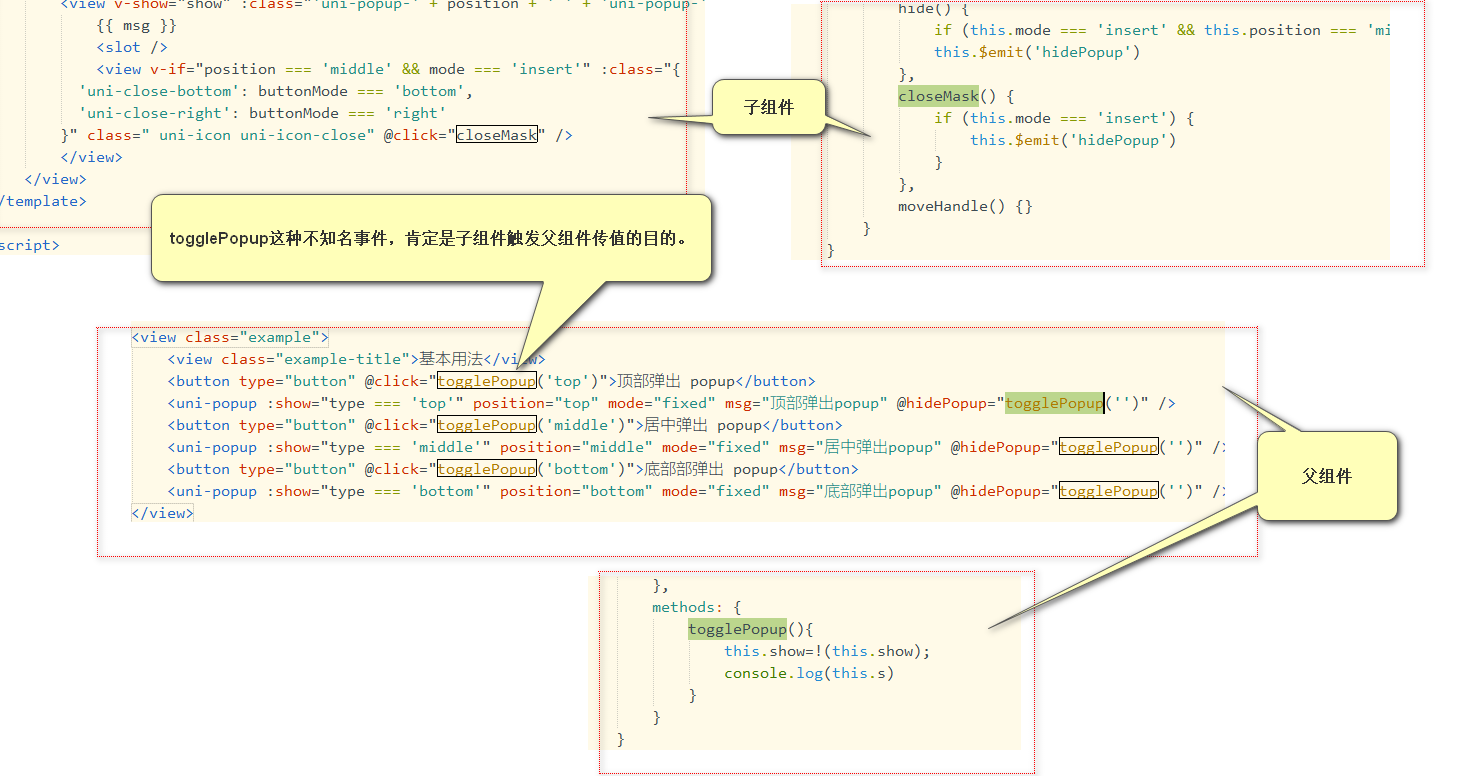 <view v-show="show" :class="'uni-popup-' + position + ' ' + 'uni-popup-'
{{ msg }}
<slot />
<view v-if="position === 'middle' && mode === 'insert'" :class="{
'uni-close-bottom': buttonMode === 'bottom',
'uni-close-right': buttonMode === 'right'
}" class=" uni-icon uni-icon-close" @click="closeMask" />
</view>
</view>
/template>
script>
hide() {
if (this.mode === 'insert' && this.position === 'mi
this.$emit('hidePopup')
},
closeMask() {
if (this.mode === 'insert') {
this.$emit('hidePopup')
}
},
moveHandle() {}
}
}
子组件
togglePopup这种不知名事件，肯定是子组件触发父组件传值的目的。
<view class="example">
<view class="example-title">基本用法</view>
<button type="button" @click="togglePopup('top')">顶部弹出 popup</button>
<uni-popup :show="type === 'top'" position="top" mode="fixed" msg="顶部弹出popup" @hidePopup="togglePopup('')" />
<button type="button" @click="togglePopup('middle')">居中弹出 popup</button>
<uni-popup :show="type === 'middle'" position="middle" mode="fixed" msg="居中弹出popup" @hidePopup="togglePopup('')" />
<button type="button" @click="togglePopup('bottom')">底部部弹出 popup</button>
<uni-popup :show="type === 'bottom'" position="bottom" mode="fixed" msg="底部弹出popup" @hidePopup="togglePopup('')" />
</view>
父组件
},
methods: {
togglePopup(){
this.show=!(this.show);
console.log(this.s)
}
}
}